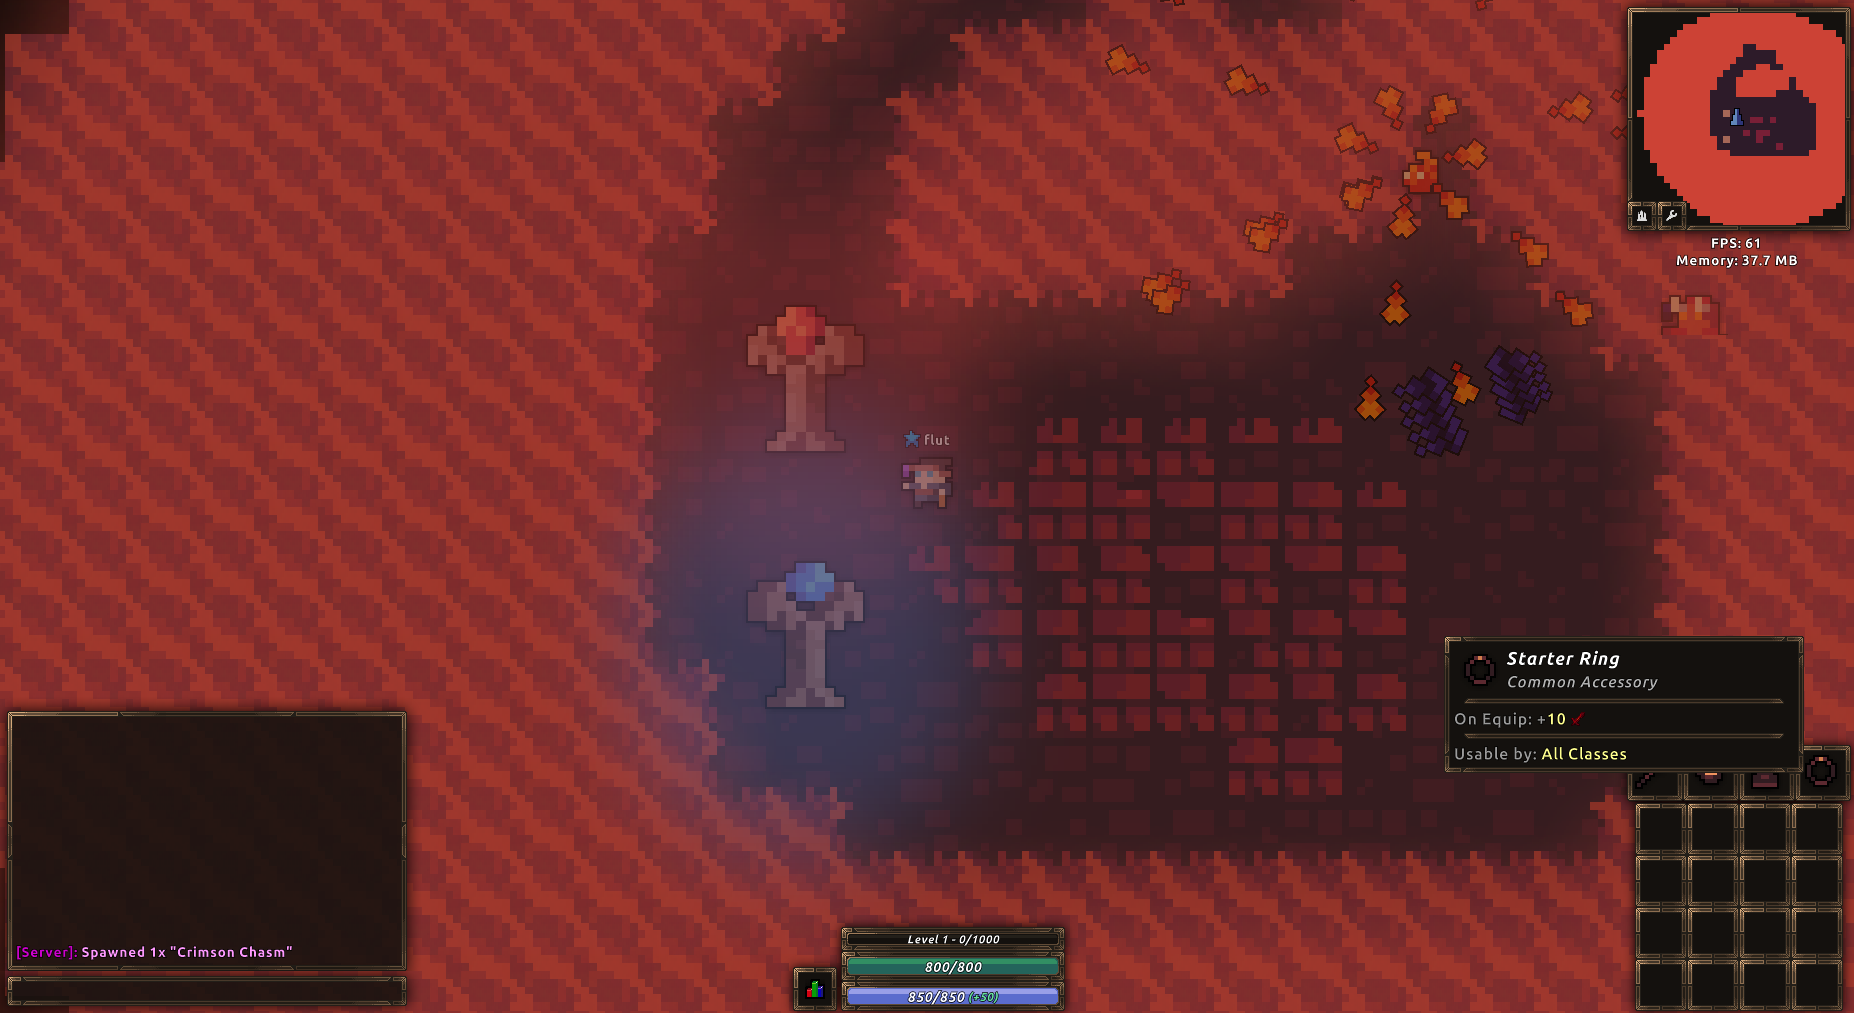 FPS: 61
Memory: 37.7 MB
flut
Starter Ring
Common Accessory
On Equip: +10
Usable by: All Classes
[Server]: Spawned 1x "Crimson Chasm"
Level 1 - 0/1000
800/800
850/850 (+50)